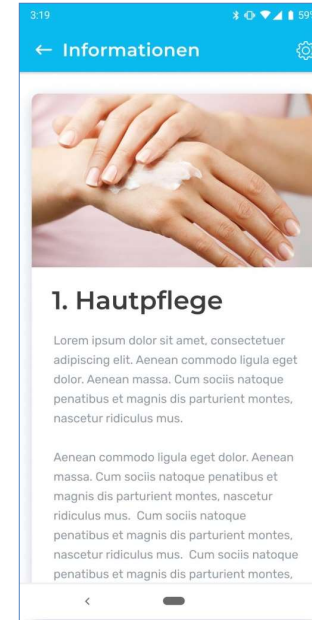 3:19
59%
← Informationen
1. Hautpflege
Lorem ipsum dolor sit amet, consectetuer
adipiscing elit. Aenean commodo ligula eget
dolor. Aenean massa. Cum sociis natoque
penatibus et magnis dis parturient montes,
nascetur ridiculus mus.
Aenean commodo ligula eget dolor. Aenean
massa. Cum sociis natoque penatibus et
magnis dis parturient montes, nascetur
ridiculus mus. Cum sociis natoque
penatibus et magnis dis parturient montes,
nascetur ridiculus mus. Cum sociis natoque
penatibus et magnis dis parturient montes,